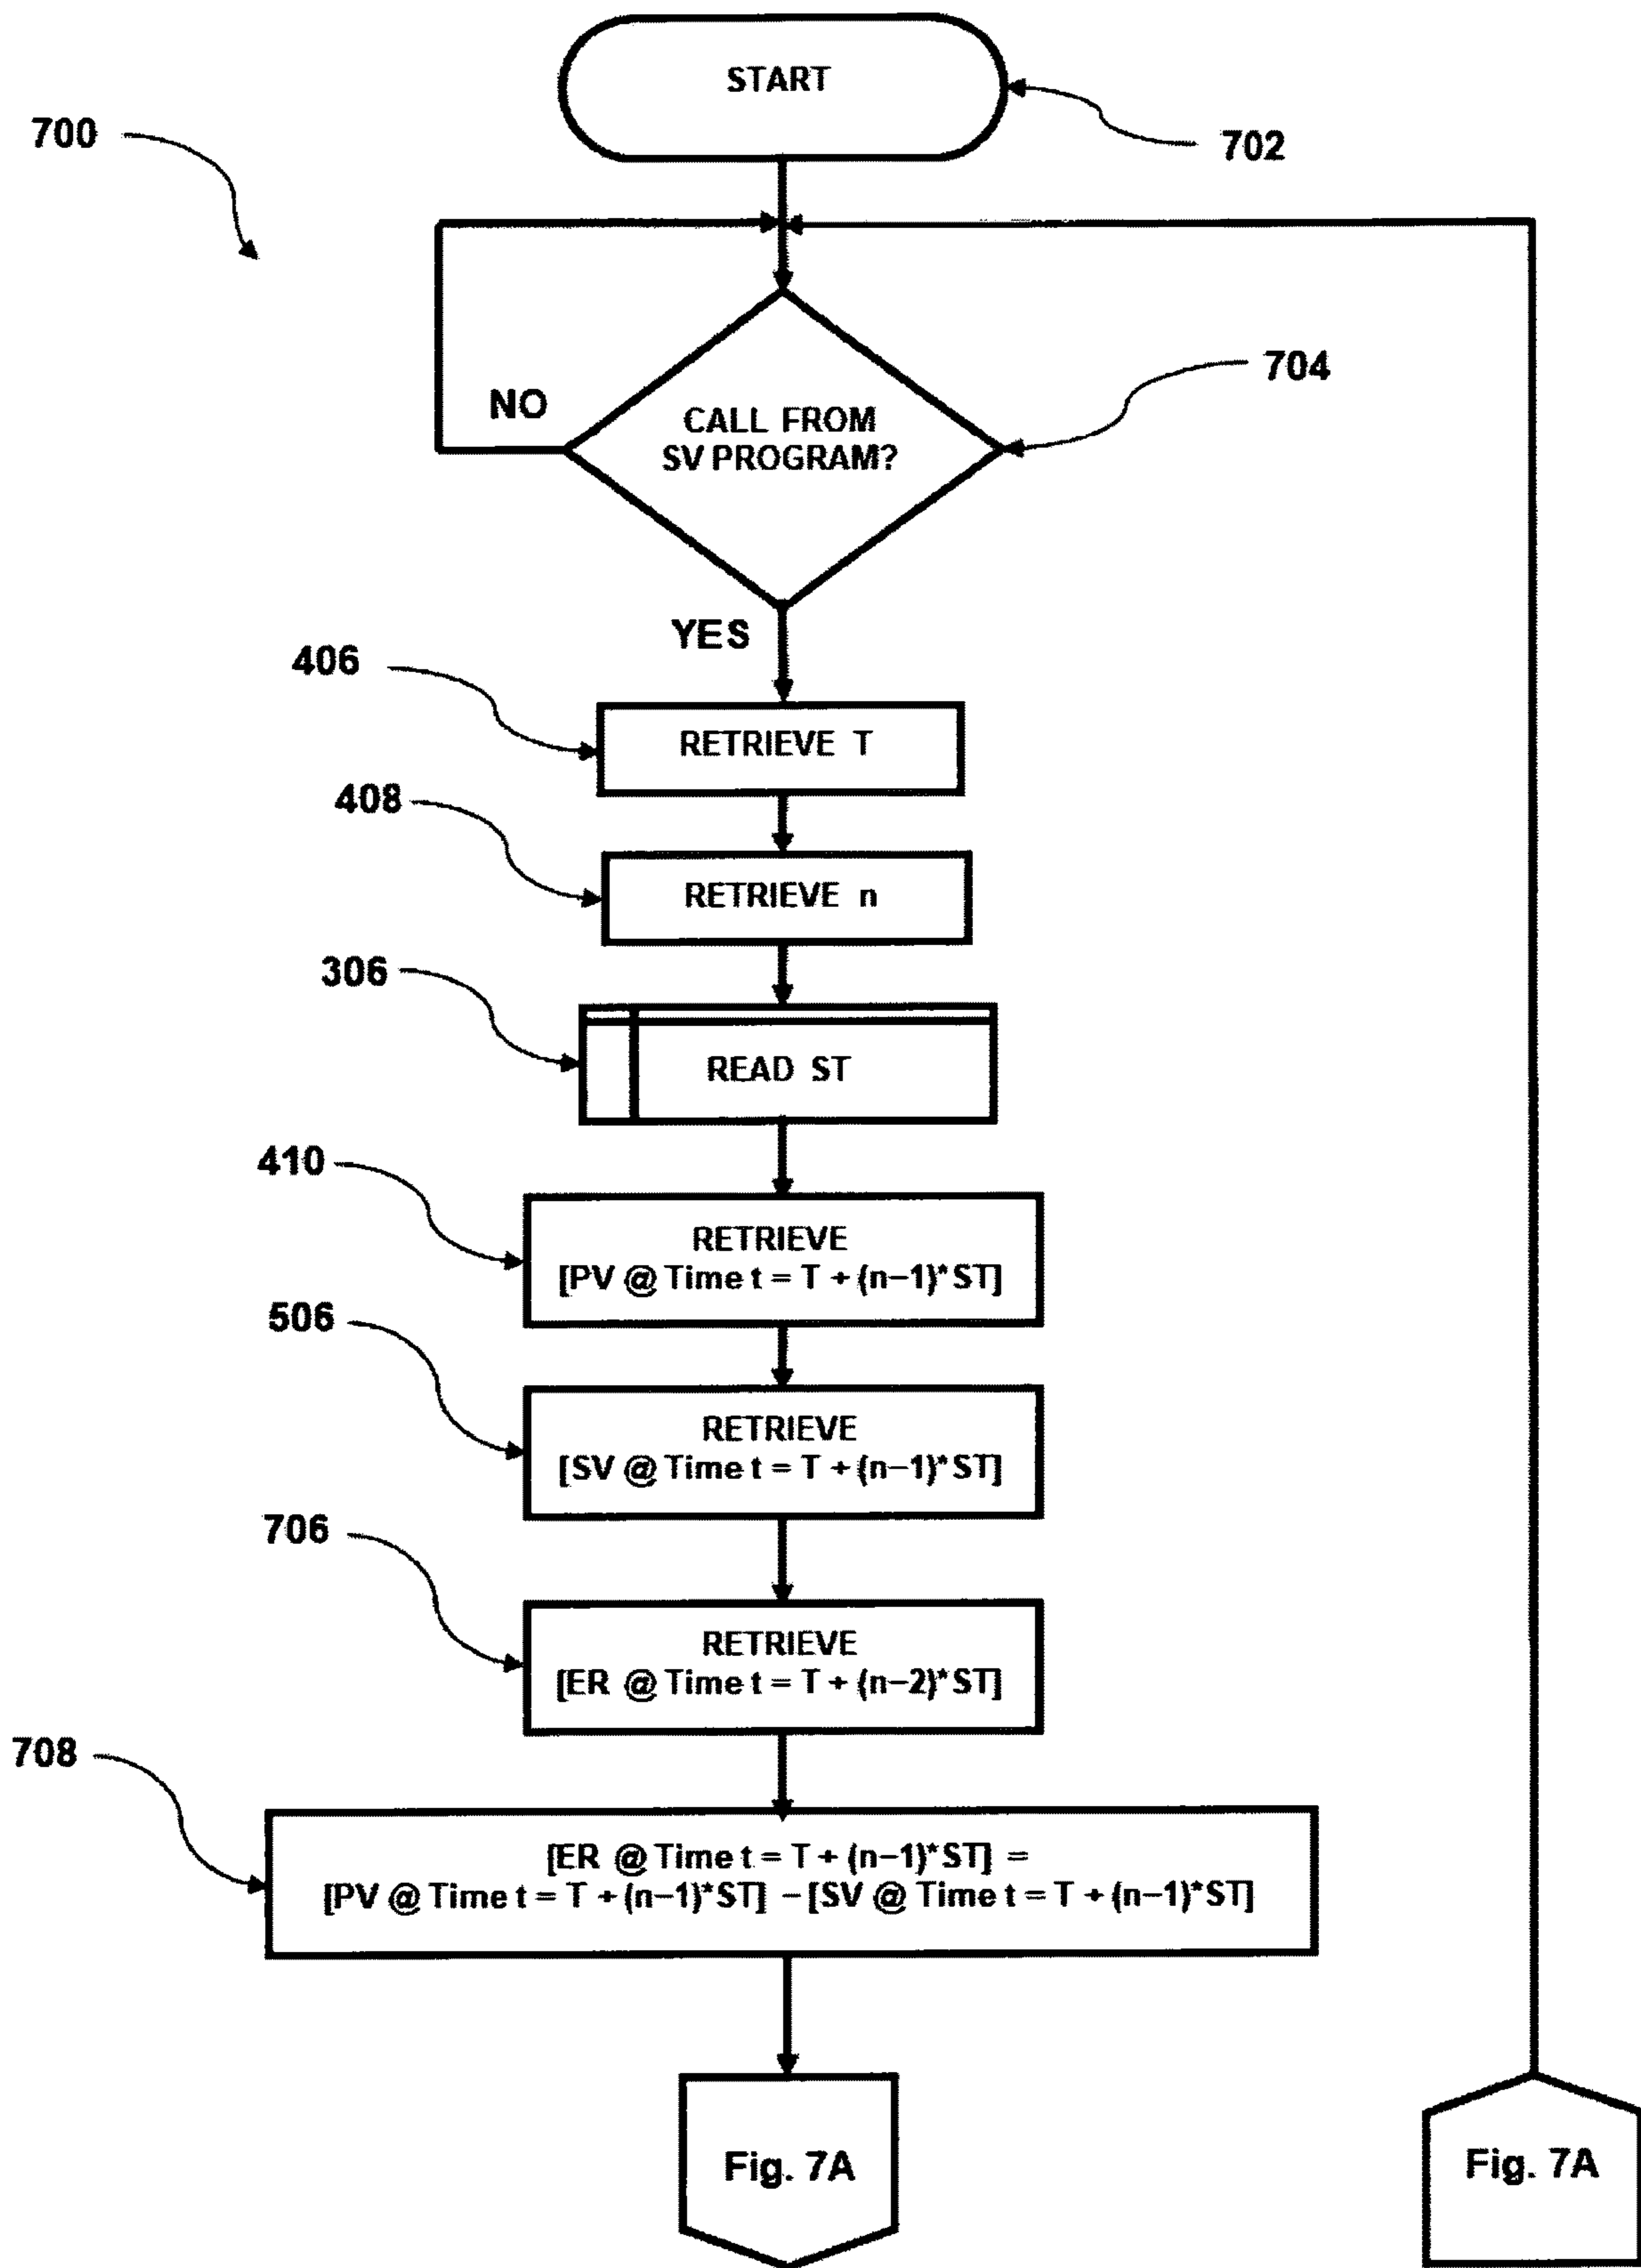 START
700
702
704
NO
CALL FROM
SV PROGRAM?
YES
406
RETRIEVE T
408
RETRIEVE n
306
READ ST
410
RETRIEVE
[PV @ Time t = T + (n−1)*ST]
506
RETRIEVE
[SV @ Time t = T + (n−1)*ST]
706
RETRIEVE
[ER @ Time t = T + (n−2)*ST]
708
[ER @ Time t = T + (n−1)*ST] =
[PV @ Time t = T + (n−1)*ST] − [SV @ Time t = T + (n−1)*ST]
Fig. 7A
Fig. 7A